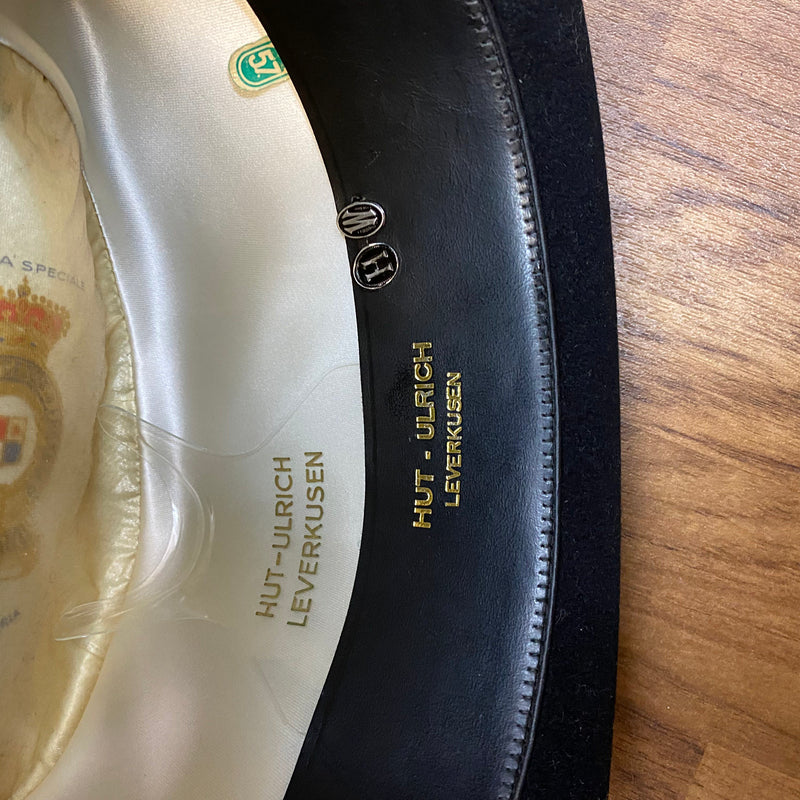 57
A SPECIALE
W
H
HUT - ULRICH
LEVERKUSEN
HUT-ULRICH
LEVERKUSEN